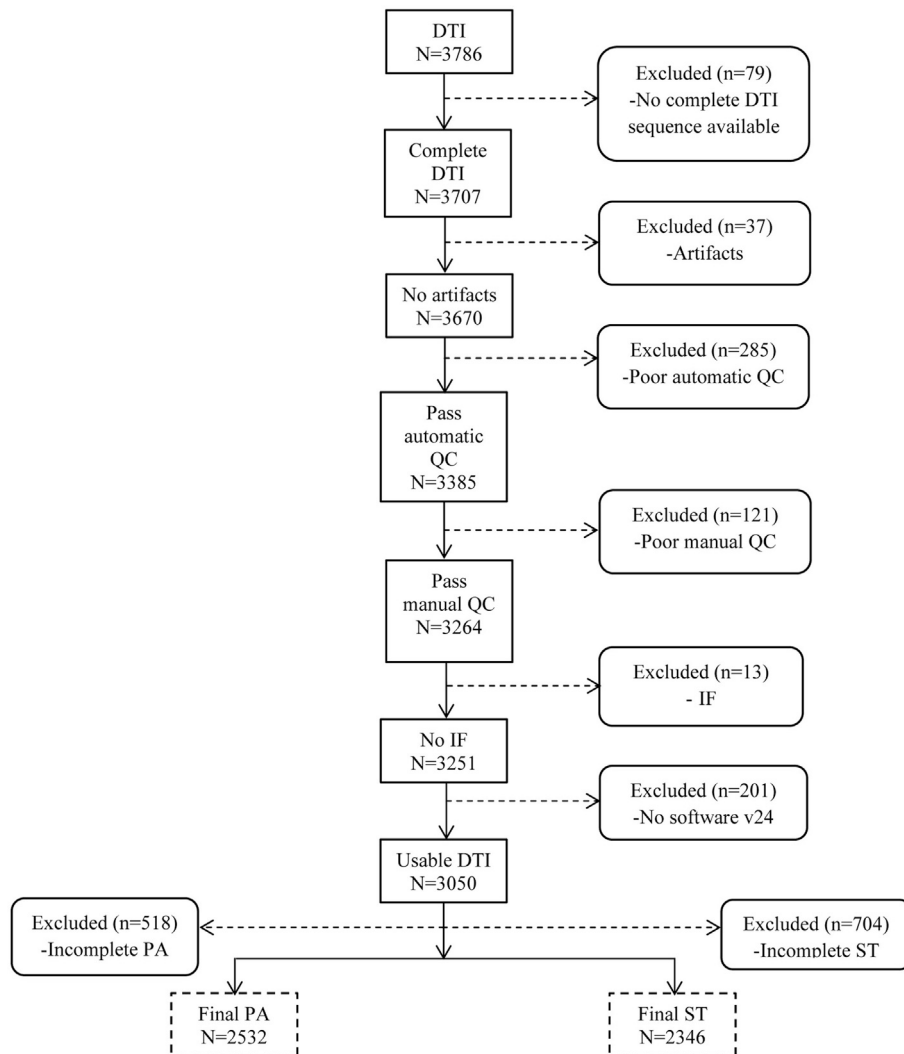 DTI
N=3786
Excluded (n=79)
-No complete DTI
sequence available
Complete
DTI
N=3707
Excluded (n=37)
-Artifacts
No artifacts
N=3670
Excluded (n=285)
-Poor automatic QC
Pass
automatic
QC
N=3385
Excluded (n=121)
-Poor manual QC
Pass
manual QC
N=3264
Excluded (n=13)
- IF
No IF
N=3251
Excluded (n=201)
-No software v24
Usable DTI
N=3050
Excluded (n=518)
-Incomplete PA
Excluded (n=704)
-Incomplete ST
Final PA
N=2532
Final ST
N=2346